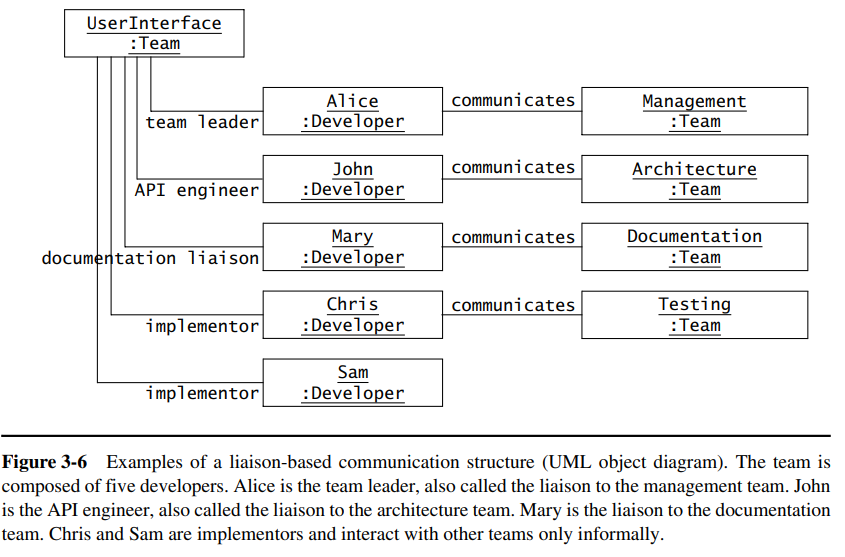 UserInterface
:Team
Alice
:Developer
communicates
Management
:Team
team leader
John
:Developer
communicates
Architecture
:Team
API engineer
Mary
:Developer
communicates
Documentation
:Team
documentation liaison
Chris
:Developer
communicates
Testing
:Team
implementor
Sam
:Developer
implementor
Figure 3-6 Examples of a liaison-based communication structure (UML object diagram). The team is
composed of five developers. Alice is the team leader, also called the liaison to the management team. John
is the API engineer, also called the liaison to the architecture team. Mary is the liaison to the documentation
team. Chris and Sam are implementors and interact with other teams only informally.